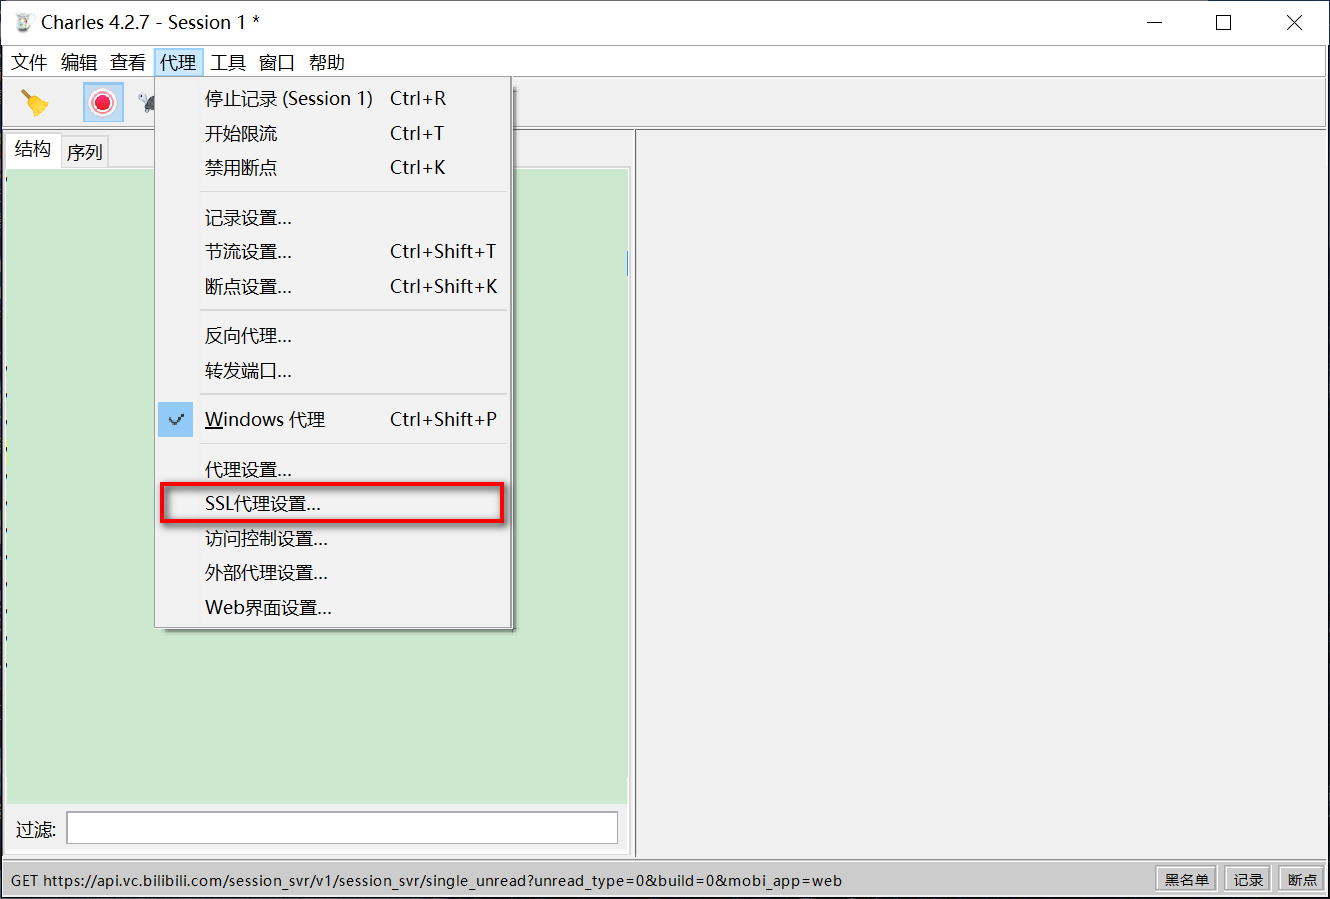 Charles 4.2.7 - Session 1 *
文件 编辑 查看 代理 工具 窗口 帮助
停止记录 (Session 1) Ctrl+R
开始限流 Ctrl+T
禁用断点 Ctrl+K
结构 序列
记录设置...
节流设置... Ctrl+Shift+T
断点设置... Ctrl+Shift+K
反向代理...
转发端口...
Windows 代理 Ctrl+Shift+P
代理设置...
SSL代理设置...
访问控制设置...
外部代理设置...
Web界面设置...
过滤:
GET https://api.vc.bilibili.com/session_svr/v1/session_svr/single_unread?unread_type=0&build=0&mobi_app=web 黑名单 记录 断点